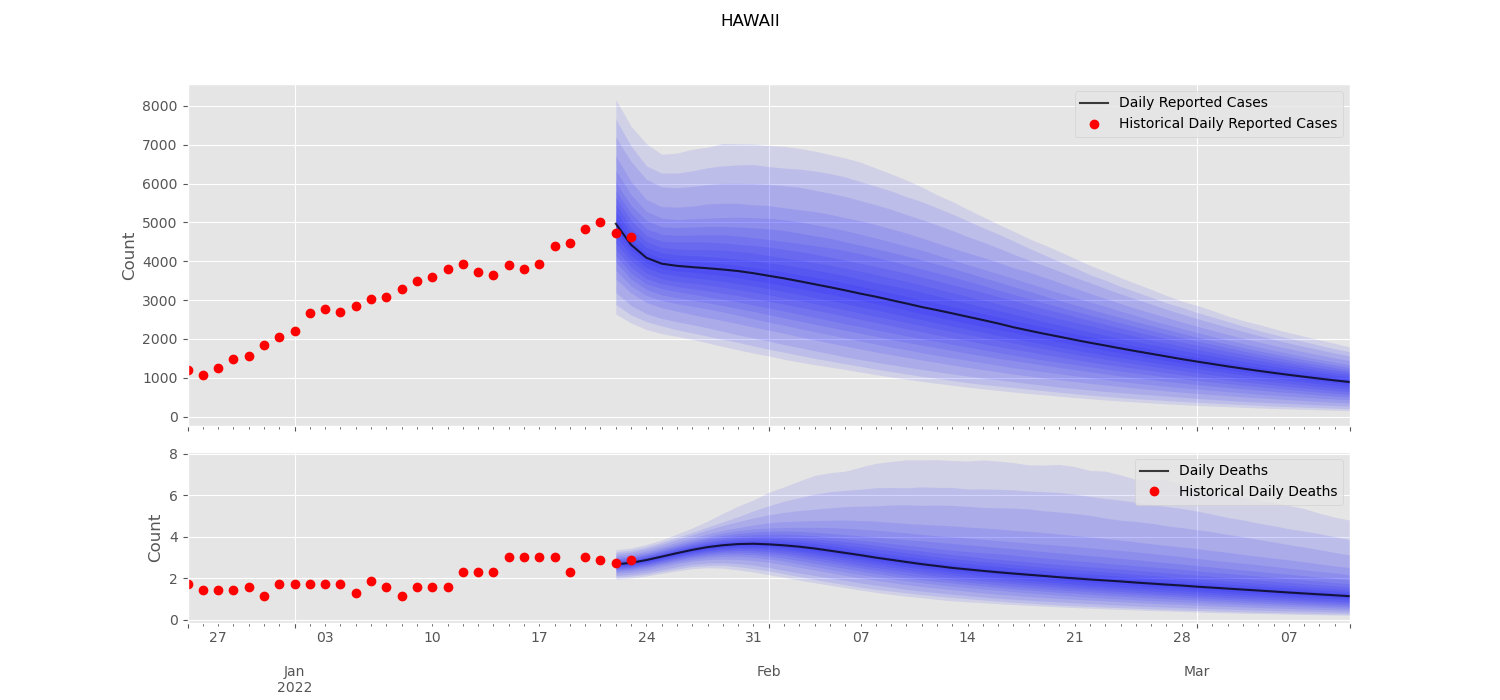 HAWAII
8000
7000
6000
5000
4000
3000
2000
1000
0
Count
Daily Reported Cases
Historical Daily Reported Cases
8
6
4
2
0
Count
Daily Deaths
Historical Daily Deaths
27 03 10 17 24 31 07 14 21 28 07
Jan Feb Mar
2022